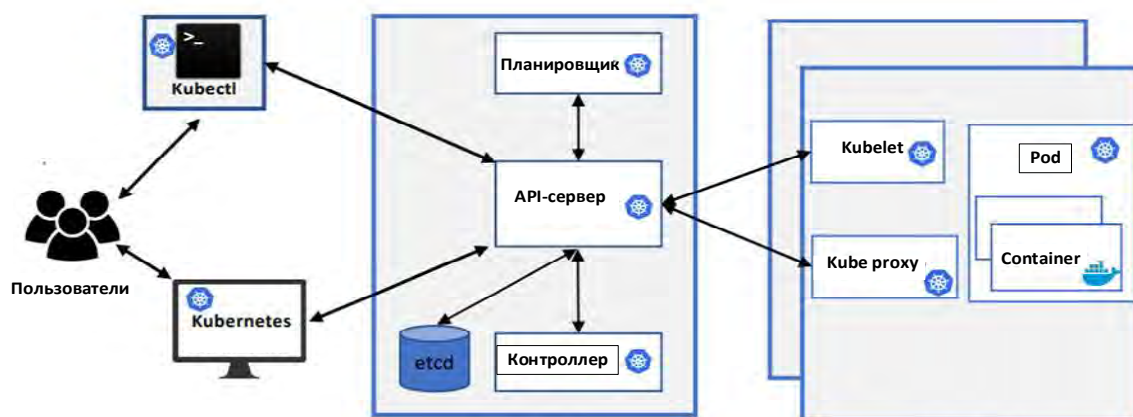 >_
Kubectl
Пользователи
Kubernetes
Планировщик
API-сервер
etcd
Контроллер
Kubelet
Kube proxy
Pod
Container